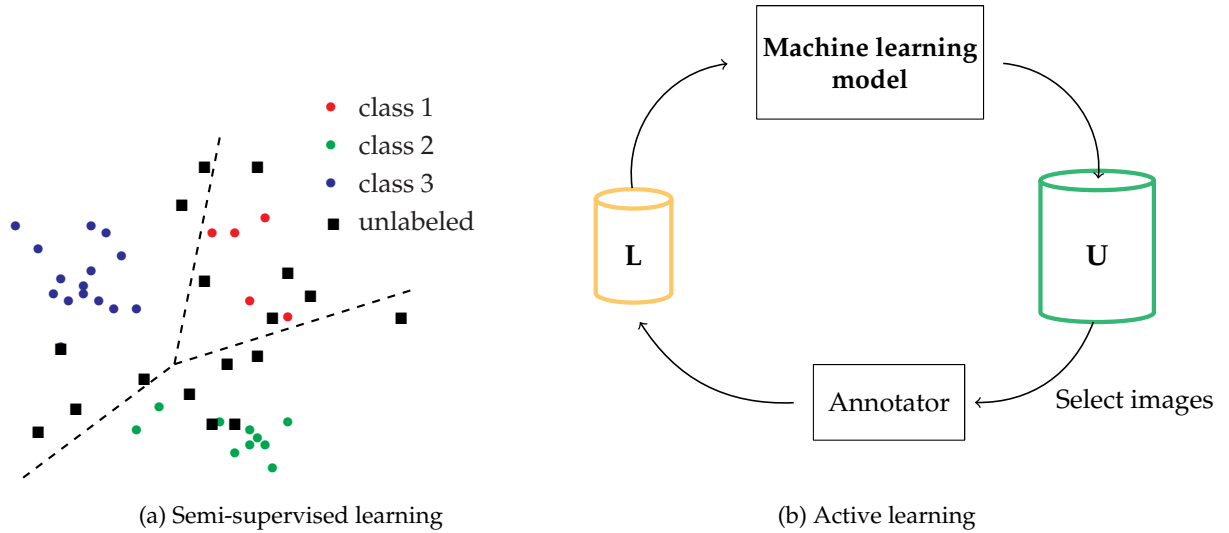 class 1
class 2
class 3
unlabeled
(a) Semi-supervised learning
Machine learning
model
L
U
Annotator
Select images
(b) Active learning